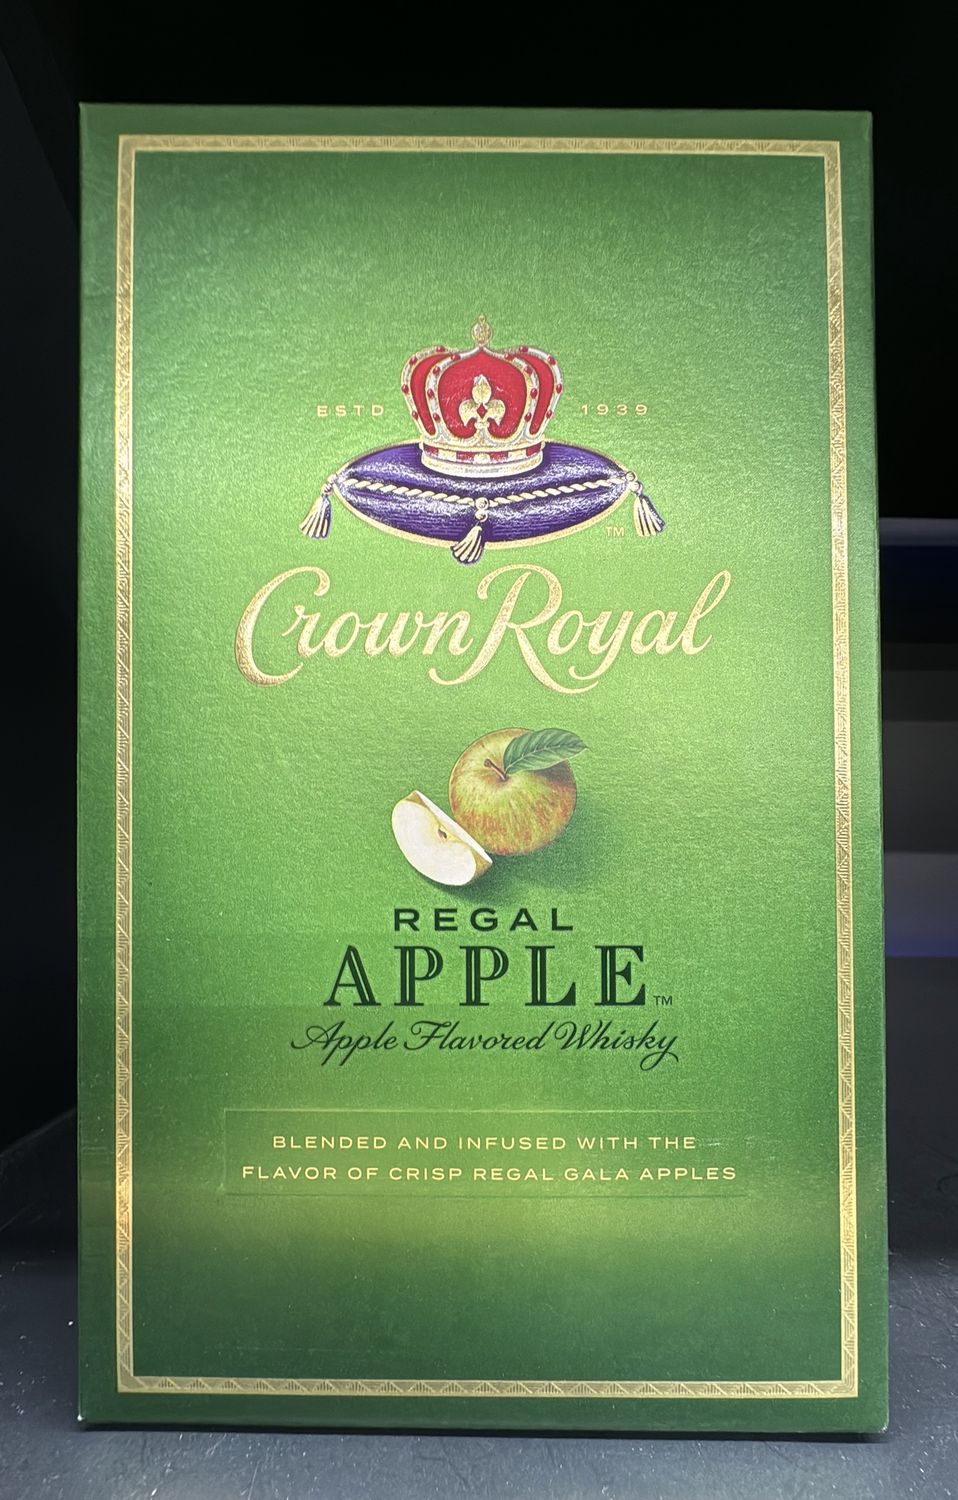 ESTD 1939
TM
Crown Royal
REGAL
APPLE TM
Apple Flavored Whisky
BLENDED AND INFUSED WITH THE
FLAVOR OF CRISP REGAL GALA APPLES